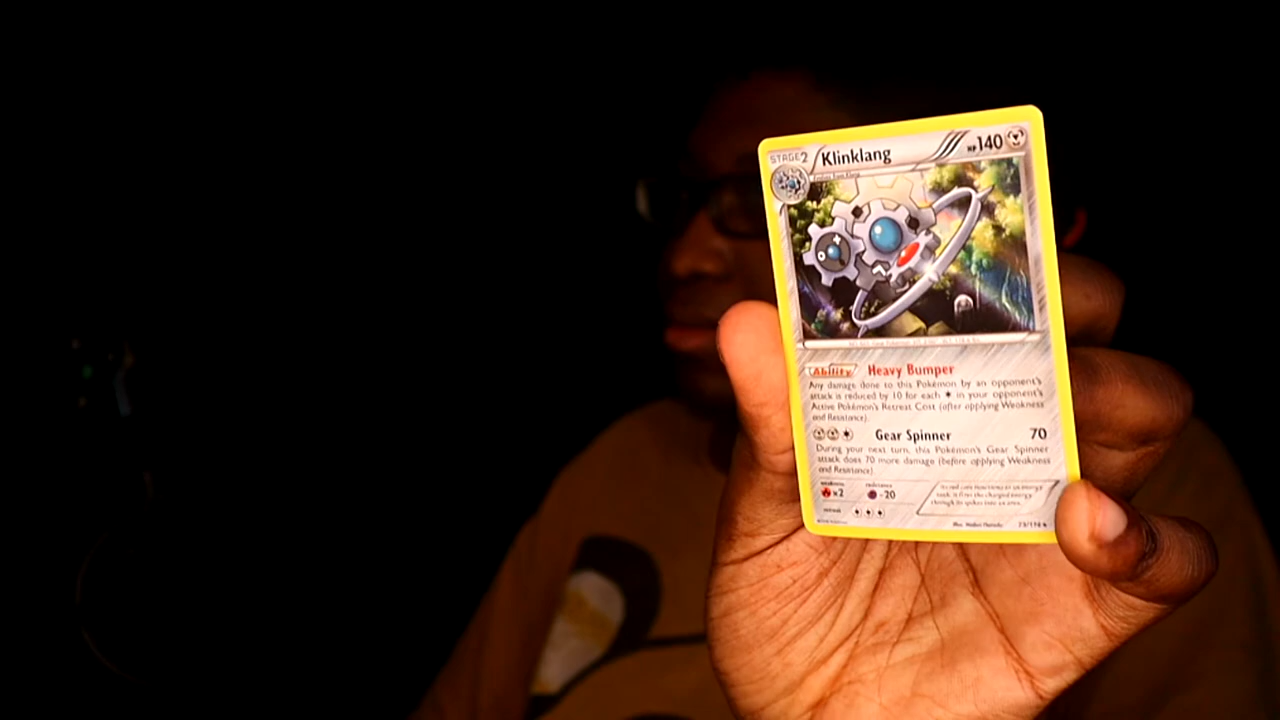 STAGE2 Klinklang HP140
Ability Heavy Bumper
Any damage done to this Pokémon by an opponent's
attack is reduced by 10 for each ✶ in your opponent's
Active Pokémon's Retreat Cost (after applying Weakness
and Resistance).
Gear Spinner 70
During your next turn, this Pokémon's Gear Spinner
attack does 70 more damage (before applying Weakness
and Resistance).
weakness resistance
×2 -20
retreat